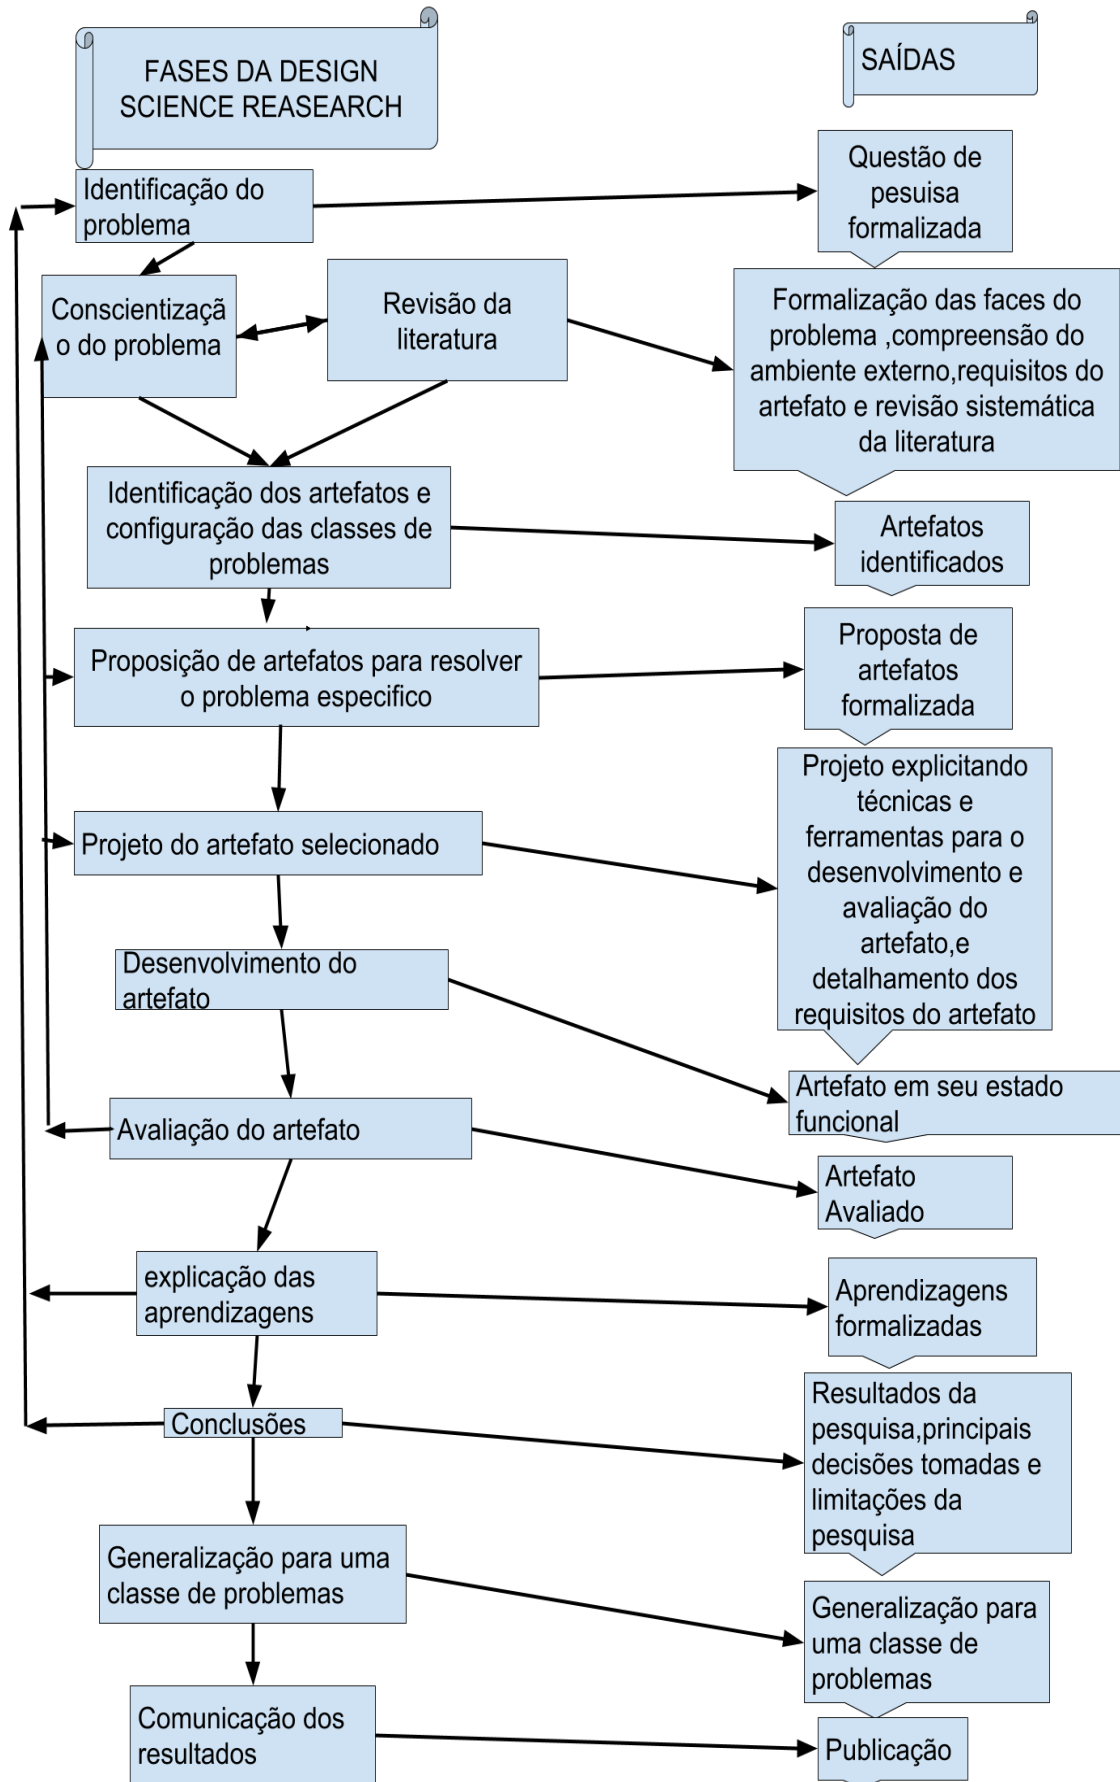 FASES DA DESIGN
SCIENCE REASEARCH
SAÍDAS
Identificação do
problema
Questão de
pesuisa
formalizada
Conscientizaçã
o do problema
Revisão da
literatura
Formalização das faces do
problema ,compreensão do
ambiente externo,requisitos do
artefato e revisão sistemática
da literatura
Identificação dos artefatos e
configuração das classes de
problemas
Artefatos
identificados
Proposição de artefatos para resolver
o problema especifico
Proposta de
artefatos
formalizada
Projeto do artefato selecionado
Projeto explicitando
técnicas e
ferramentas para o
desenvolvimento e
avaliação do
artefato,e
detalhamento dos
requisitos do artefato
Desenvolvimento do
artefato
Artefato em seu estado
funcional
Avaliação do artefato
Artefato
Avaliado
explicação das
aprendizagens
Aprendizagens
formalizadas
Conclusões
Resultados da
pesquisa,principais
decisões tomadas e
limitações da
pesquisa
Generalização para uma
classe de problemas
Generalização para
uma classe de
problemas
Comunicação dos
resultados
Publicação